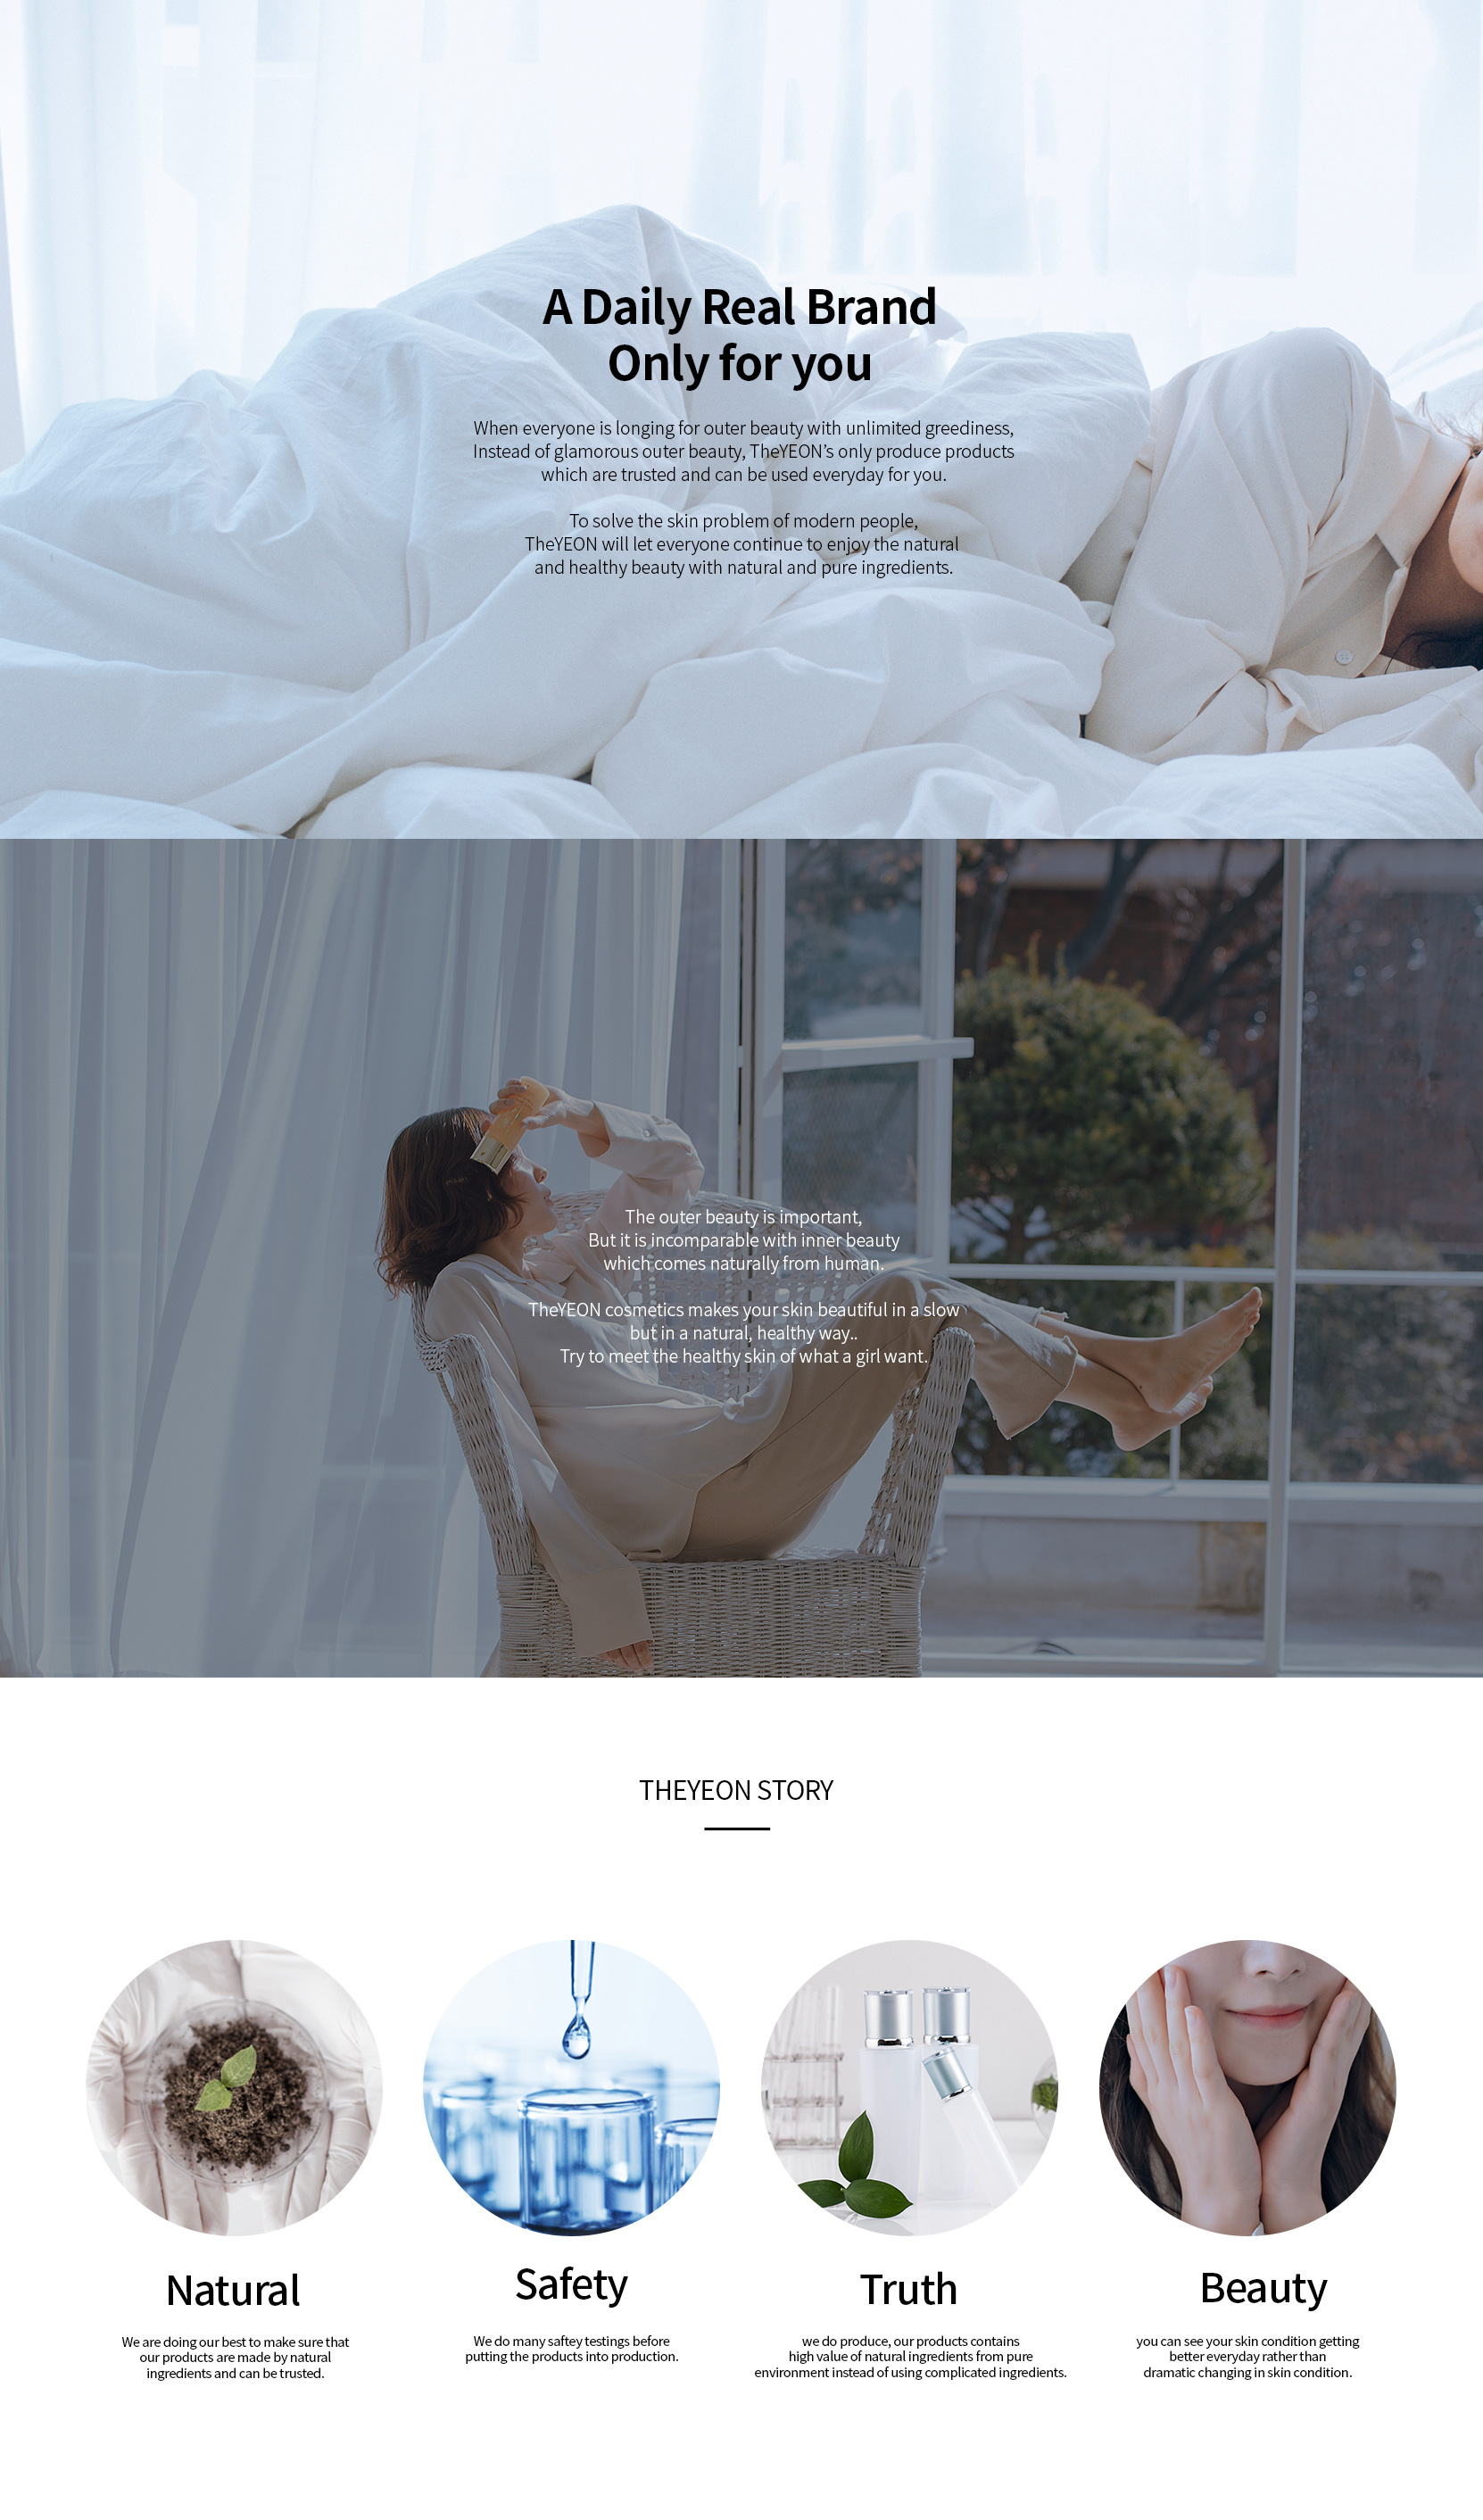 A Daily Real Brand
Only for you
When everyone is longing for outer beauty with unlimited greediness,
Instead of glamorous outer beauty, TheYEON’s only produce products
which are trusted and can be used everyday for you.
To solve the skin problem of modern people,
TheYEON will let everyone continue to enjoy the natural
and healthy beauty with natural and pure ingredients.
The outer beauty is important,
But it is incomparable with inner beauty
which comes naturally from human.
TheYEON cosmetics makes your skin beautiful in a slow
but in a natural, healthy way..
Try to meet the healthy skin of what a girl want.
THEYEON STORY
Natural
We are doing our best to make sure that
our products are made by natural
ingredients and can be trusted.
Safety
We do many saftey testings before
putting the products into production.
Truth
we do produce, our products contains
high value of natural ingredients from pure
environment instead of using complicated ingredients.
Beauty
you can see your skin condition getting
better everyday rather than
dramatic changing in skin condition.